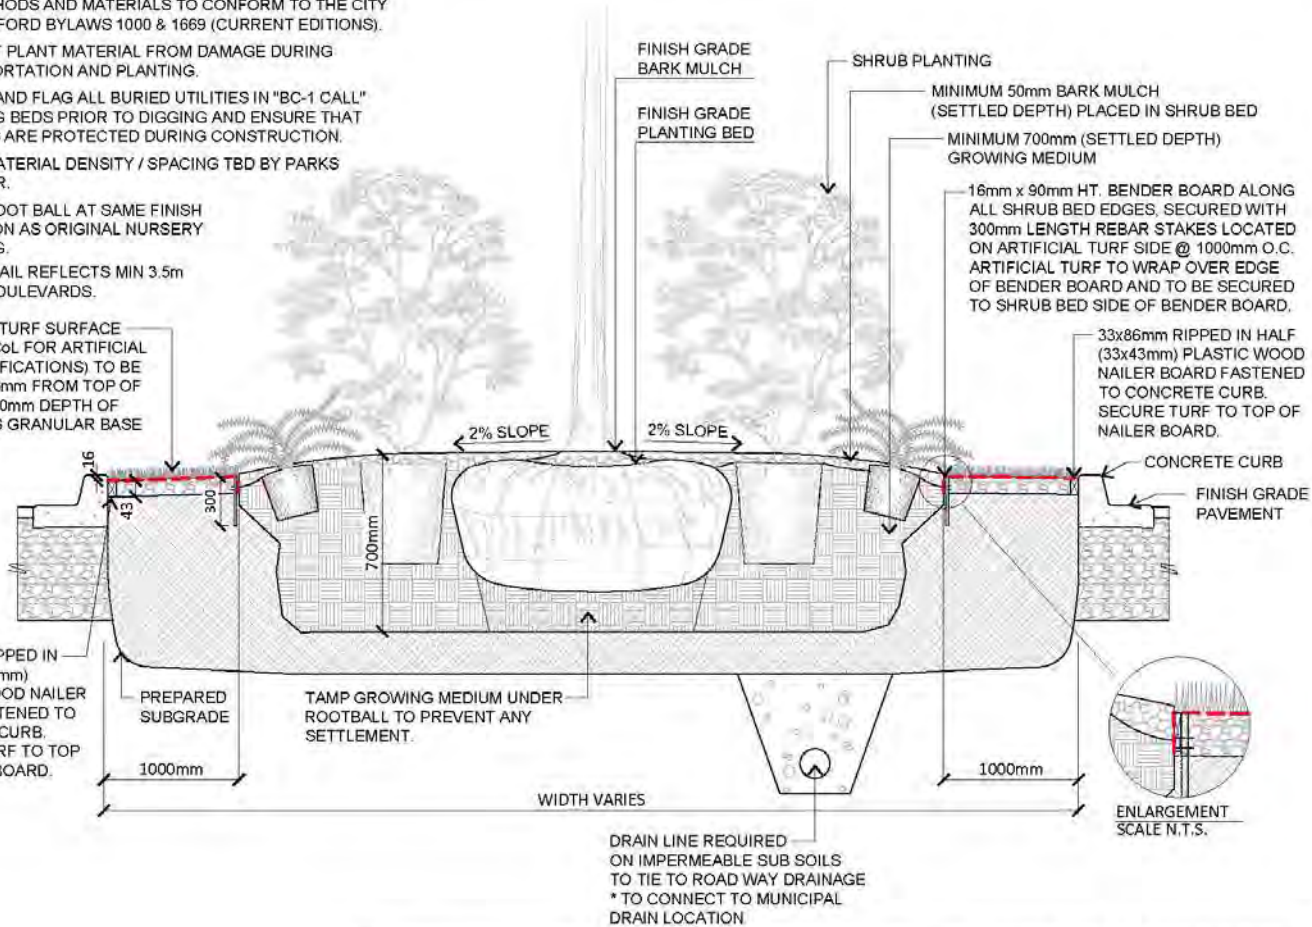 HODS AND MATERIALS TO CONFORM TO THE CITY
FORD BYLAWS 1000 & 1669 (CURRENT EDITIONS).
T PLANT MATERIAL FROM DAMAGE DURING
ORTATION AND PLANTING.
AND FLAG ALL BURIED UTILITIES IN "BC-1 CALL"
G BEDS PRIOR TO DIGGING AND ENSURE THAT
ARE PROTECTED DURING CONSTRUCTION.
ATERIAL DENSITY / SPACING TBD BY PARKS
R.
OOT BALL AT SAME FINISH
ON AS ORIGINAL NURSERY
G.
AIL REFLECTS MIN 3.5m
OULEVARDS.
TURF SURFACE
CoL FOR ARTIFICIAL
IFICATIONS) TO BE
mm FROM TOP OF
0mm DEPTH OF
S GRANULAR BASE
FINISH GRADE
BARK MULCH
FINISH GRADE
PLANTING BED
SHRUB PLANTING
MINIMUM 50mm BARK MULCH
(SETTLED DEPTH) PLACED IN SHRUB BED
MINIMUM 700mm (SETTLED DEPTH)
GROWING MEDIUM
16mm x 90mm HT. BENDER BOARD ALONG
ALL SHRUB BED EDGES, SECURED WITH
300mm LENGTH REBAR STAKES LOCATED
ON ARTIFICIAL TURF SIDE @ 1000mm O.C.
ARTIFICIAL TURF TO WRAP OVER EDGE
OF BENDER BOARD AND TO BE SECURED
TO SHRUB BED SIDE OF BENDER BOARD.
33x86mm RIPPED IN HALF
(33x43mm) PLASTIC WOOD
NAILER BOARD FASTENED
TO CONCRETE CURB.
SECURE TURF TO TOP OF
NAILER BOARD.
CONCRETE CURB
FINISH GRADE
PAVEMENT
2% SLOPE
2% SLOPE
16
43
300
700mm
PPED IN
mm)
OOD NAILER
TENED TO
CURB.
RF TO TOP
BOARD.
PREPARED
SUBGRADE
TAMP GROWING MEDIUM UNDER
ROOTBALL TO PREVENT ANY
SETTLEMENT.
1000mm
1000mm
WIDTH VARIES
DRAIN LINE REQUIRED
ON IMPERMEABLE SUB SOILS
TO TIE TO ROAD WAY DRAINAGE
* TO CONNECT TO MUNICIPAL
DRAIN LOCATION
ENLARGEMENT
SCALE N.T.S.